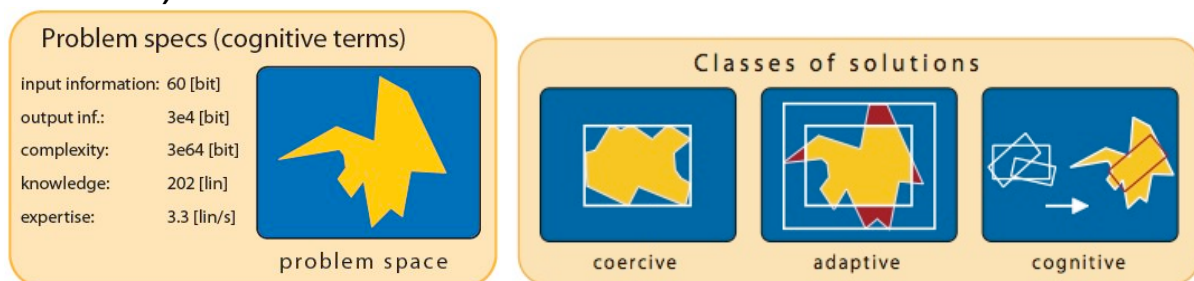 Problem specs (cognitive terms)
input information: 60 [bit]
output inf.: 3e4 [bit]
complexity: 3e64 [bit]
knowledge: 202 [lin]
expertise: 3.3 [lin/s]
problem space
Classes of solutions
coercive
adaptive
cognitive